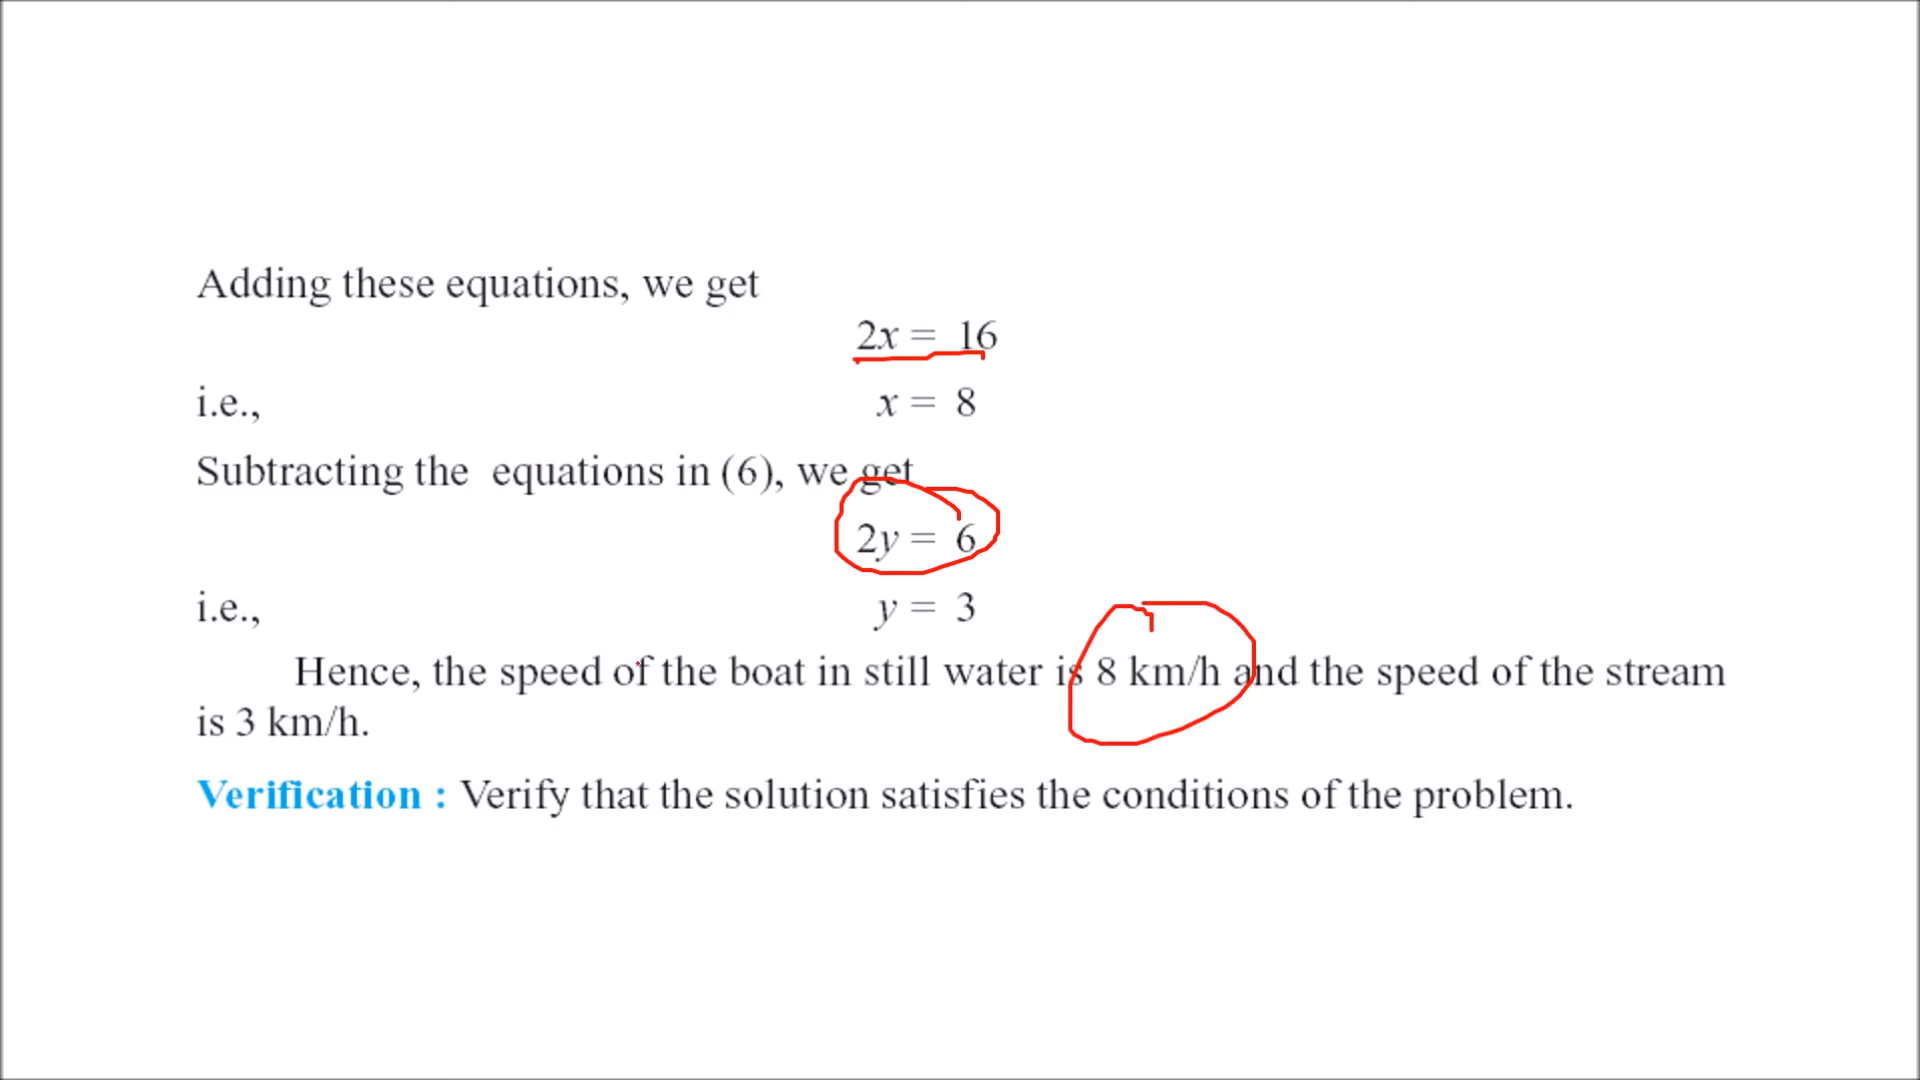 Adding these equations, we get
2x = 16
i.e., x = 8
Subtracting the equations in (6), we get
2y = 6
i.e., y = 3
Hence, the speed of the boat in still water is 8 km/h and the speed of the stream
is 3 km/h.
Verification : Verify that the solution satisfies the conditions of the problem.